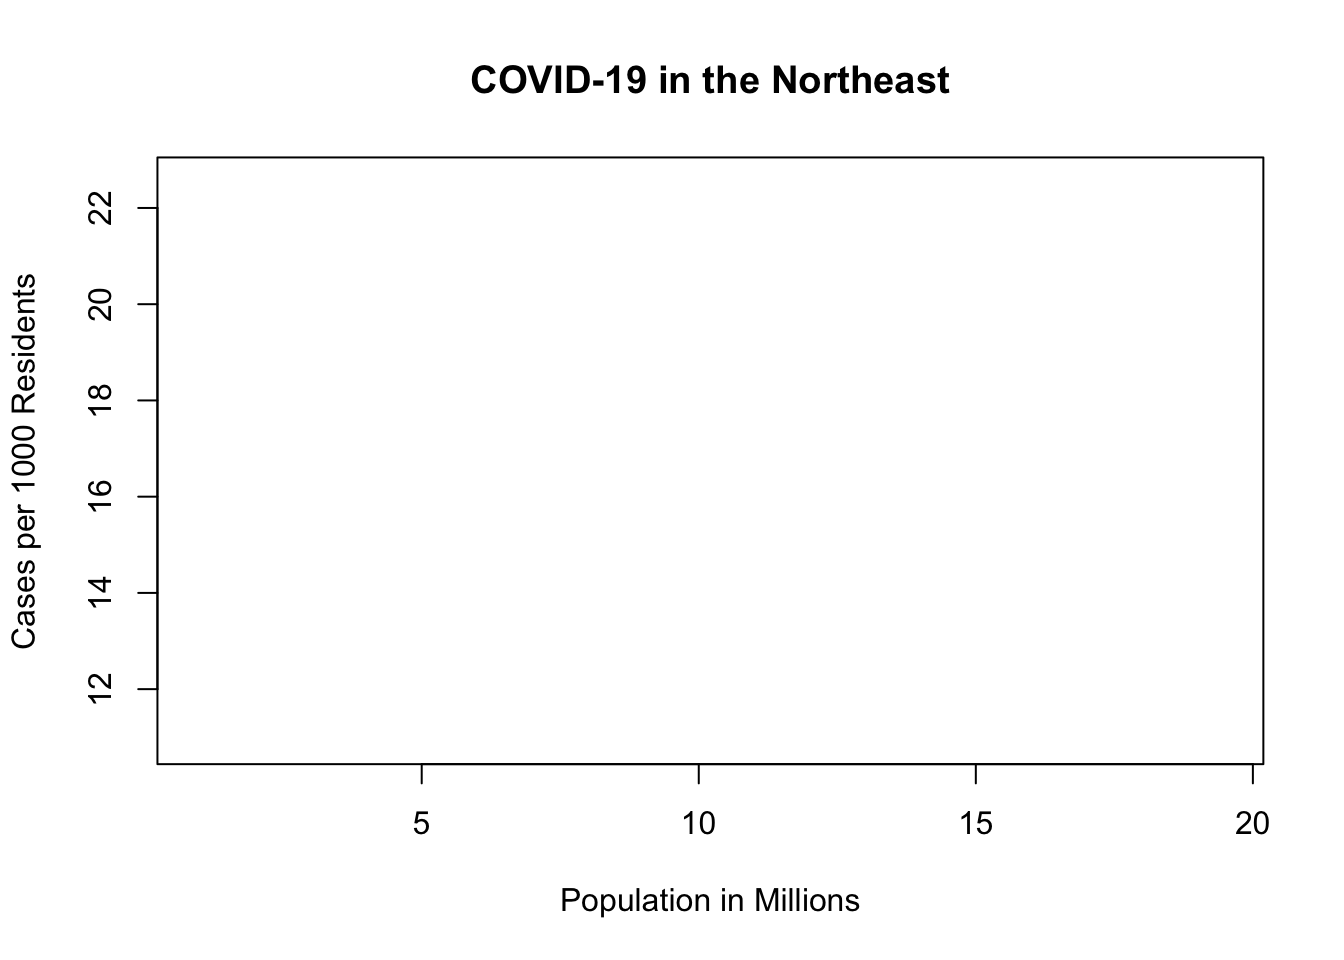 COVID-19 in the Northeast
Cases per 1000 Residents
22
20
18
16
14
12
5 10 15 20
Population in Millions